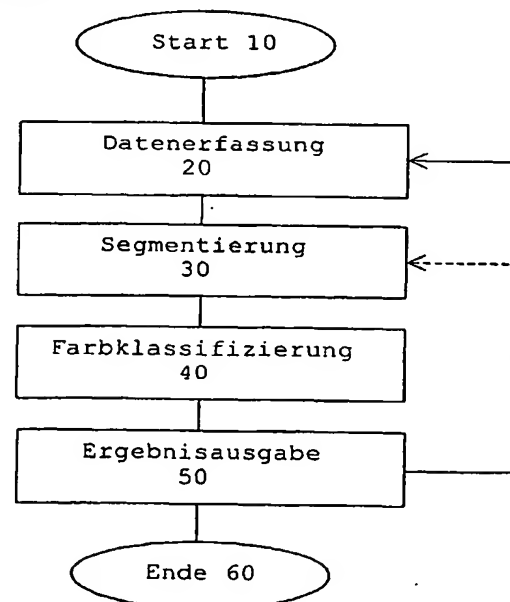 Start 10
Datenerfassung
20
Segmentierung
30
Farbklassifizierung
40
Ergebnisausgabe
50
Ende 60